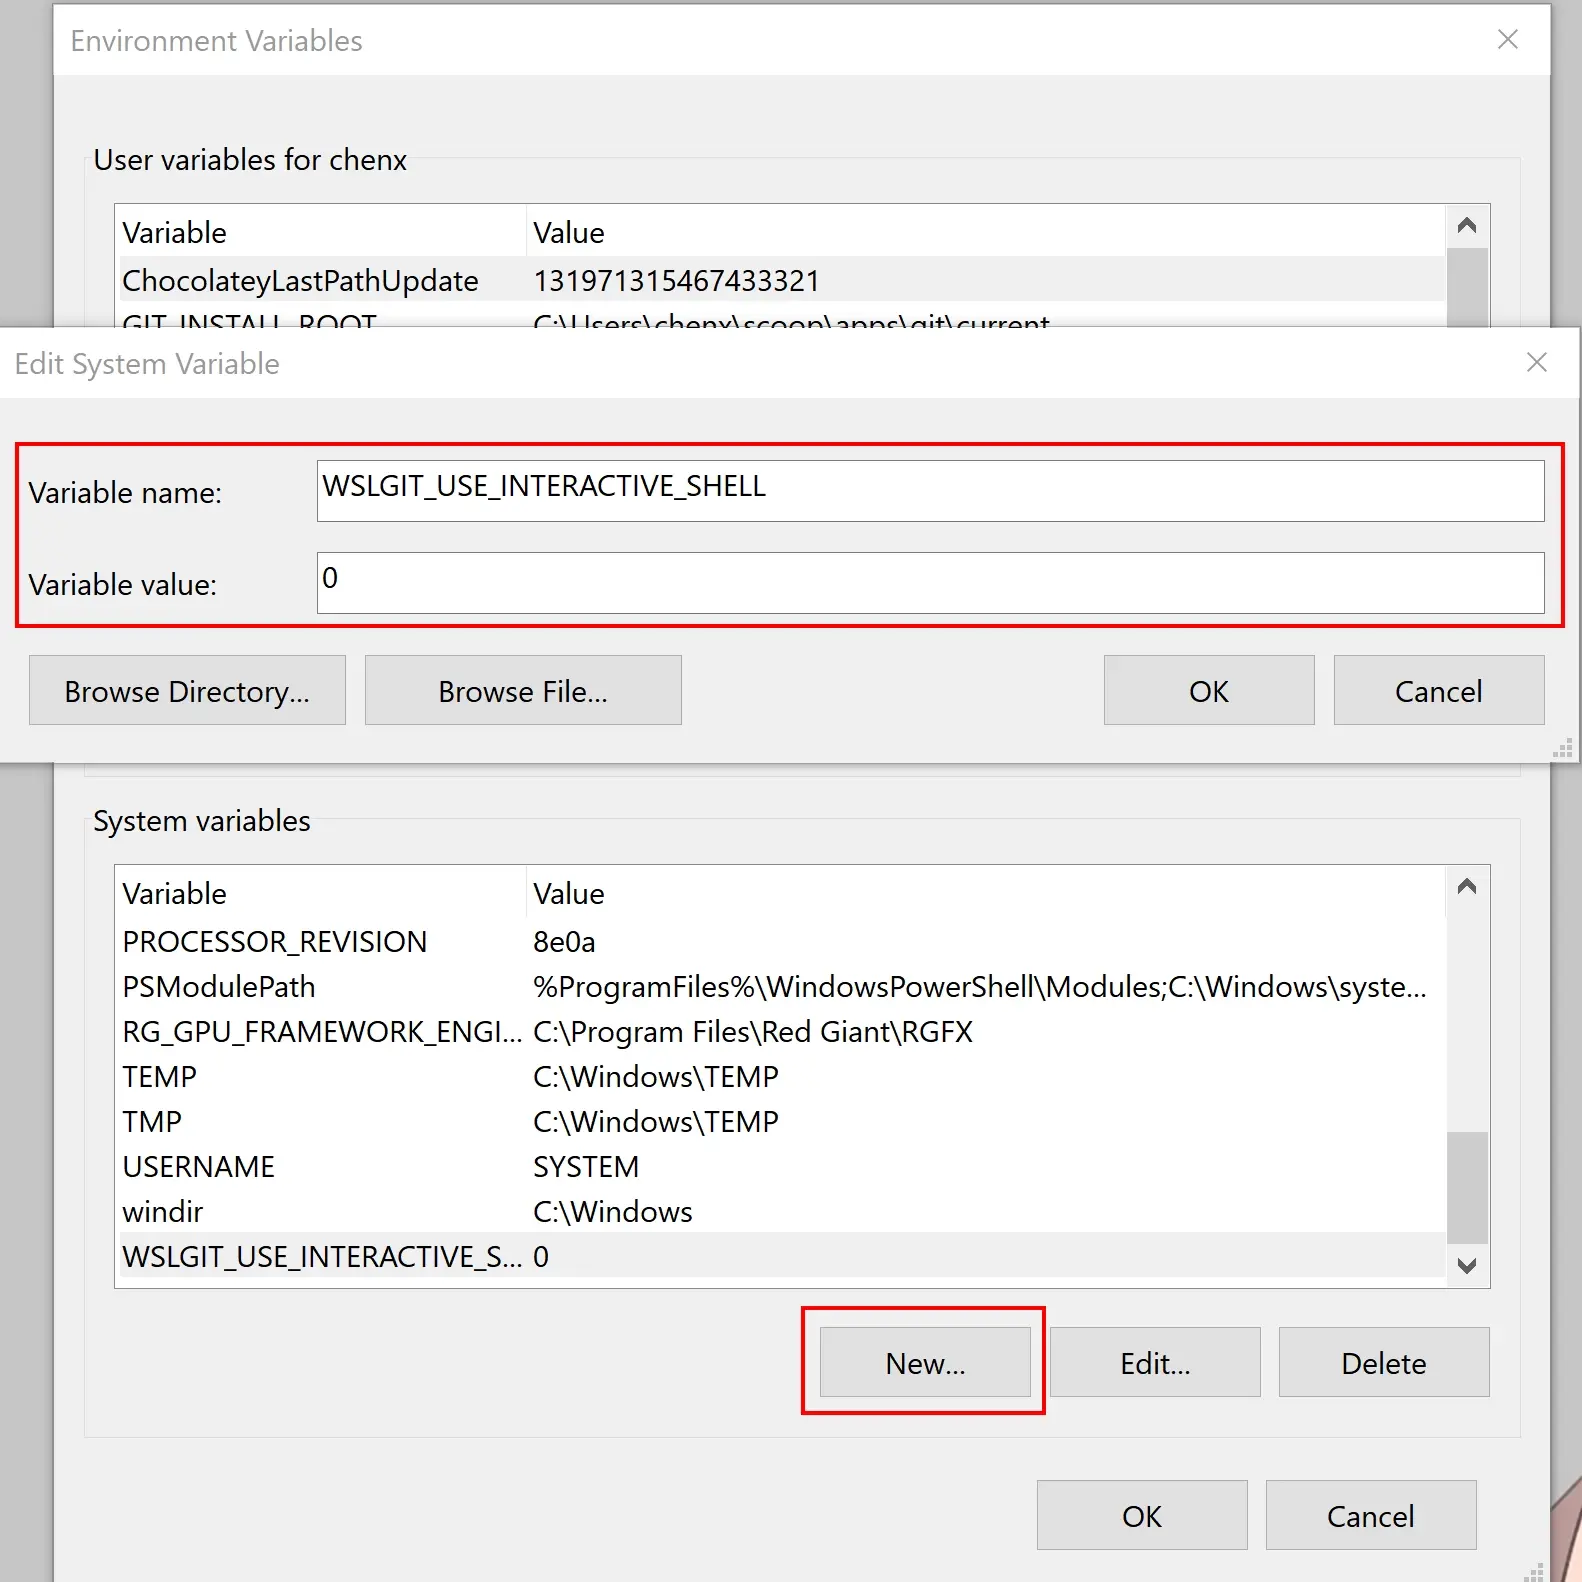 Environment Variables
User variables for chenx
Variable Value
ChocolateyLastPathUpdate 131971315467433321
GIT_INSTALL_ROOT C:\Users\chenx\scoop\apps\git\current
Edit System Variable
Variable name: WSLGIT_USE_INTERACTIVE_SHELL
Variable value: 0
Browse Directory... Browse File... OK Cancel
System variables
Variable Value
PROCESSOR_REVISION 8e0a
PSModulePath %ProgramFiles%\WindowsPowerShell\Modules;C:\Windows\syste...
RG_GPU_FRAMEWORK_ENGI... C:\Program Files\Red Giant\RGFX
TEMP C:\Windows\TEMP
TMP C:\Windows\TEMP
USERNAME SYSTEM
windir C:\Windows
WSLGIT_USE_INTERACTIVE_S... 0
New... Edit... Delete
OK Cancel